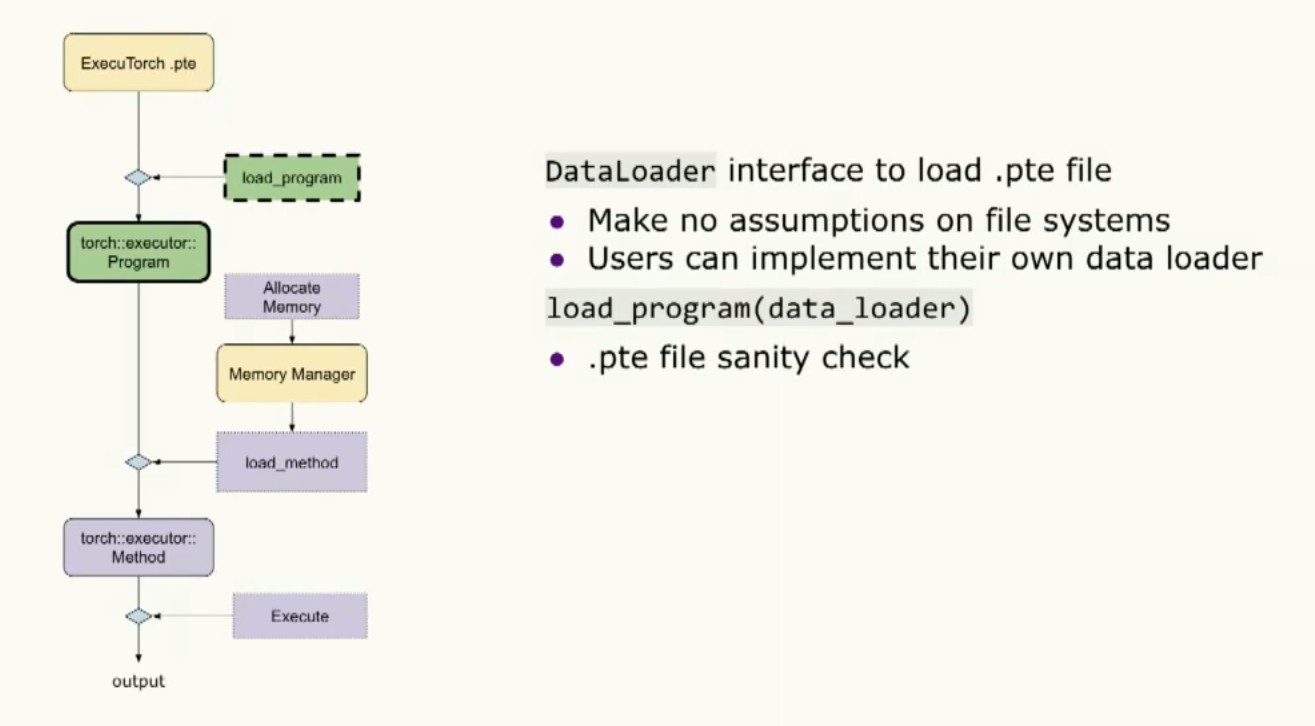 ExecuTorch .pte
load_program
torch::executor::
Program
Allocate
Memory
Memory Manager
load_method
torch::executor::
Method
Execute
output
DataLoader interface to load .pte file
● Make no assumptions on file systems
● Users can implement their own data loader
load_program(data_loader)
● .pte file sanity check